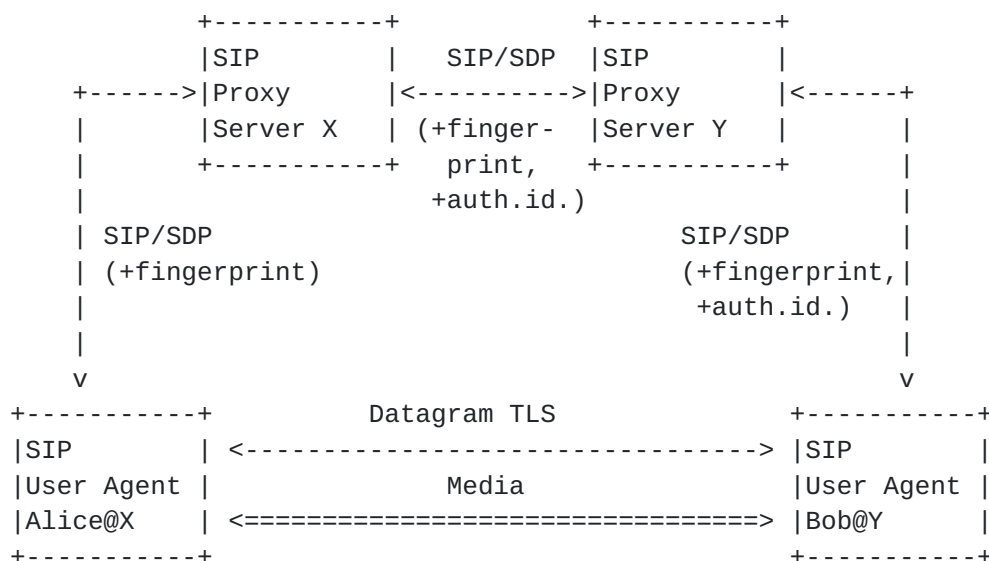 SIP SIP/SDP SIP
Proxy Proxy
Server X (+finger- Server Y
print,
+auth.id.)
SIP/SDP SIP/SDP
(+fingerprint) (+fingerprint,
+auth.id.)
Datagram TLS
SIP SIP
User Agent Media User Agent
Alice@X Bob@Y